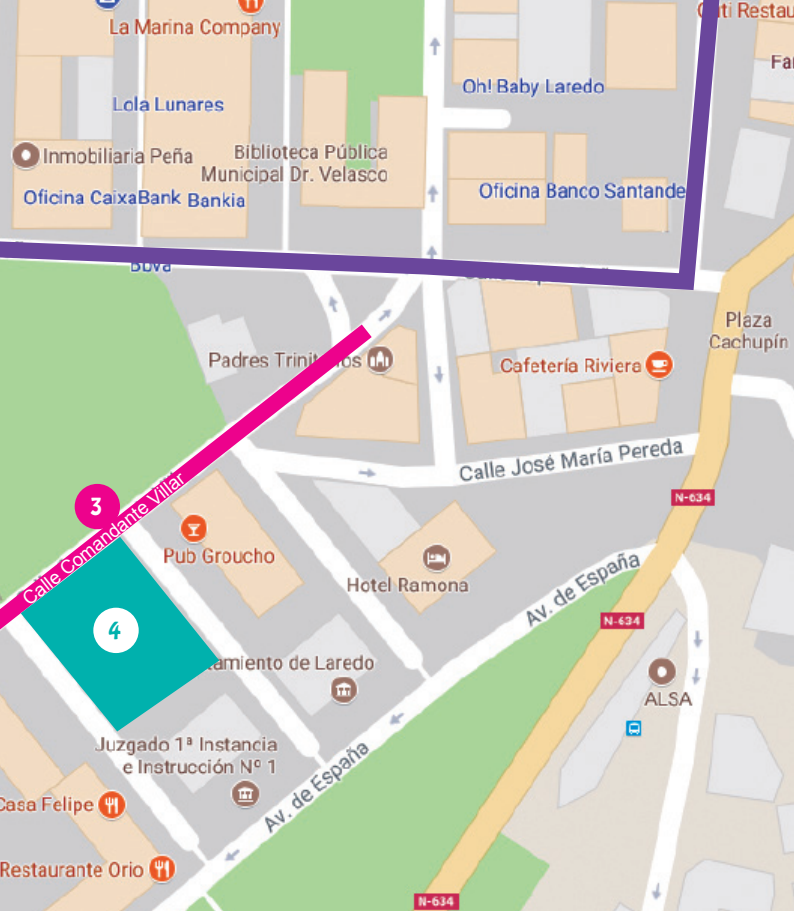 La Marina Company
Lola Lunares
Oh! Baby Laredo
Inmobiliaria Peña
Biblioteca Pública
Municipal Dr. Velasco
Oficina CaixaBank
Bankia
Oficina Banco Santande
Plaza
Cachupín
Padres Trinit
os
Cafetería Riviera
Calle José María Pereda
N-634
3
Calle Comandante Villar
Pub Groucho
Hotel Ramona
Av. de España
N-634
4
tamiento de Laredo
ALSA
Juzgado 1ª Instancia
e Instrucción Nº 1
Av. de España
Casa Felipe
Restaurante Orio
N-634